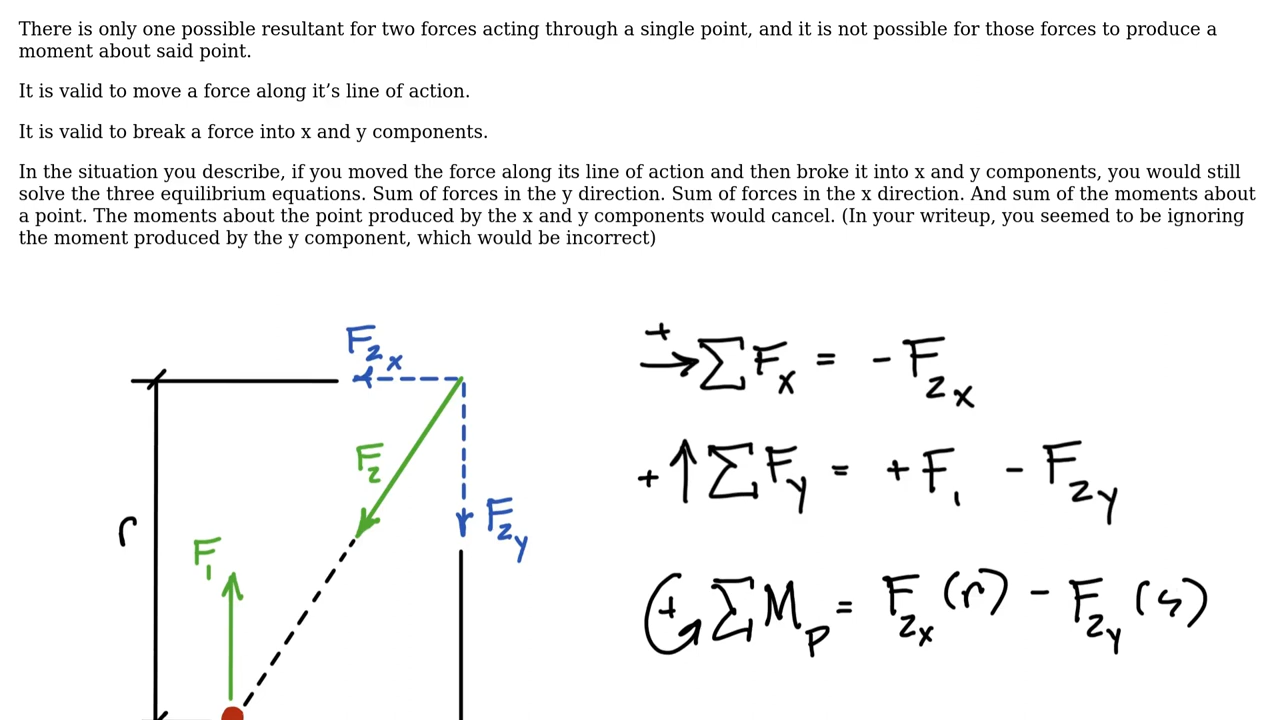 There is only one possible resultant for two forces acting through a single point, and it is not possible for those forces to produce a
moment about said point.
It is valid to move a force along it’s line of action.
It is valid to break a force into x and y components.
In the situation you describe, if you moved the force along its line of action and then broke it into x and y components, you would still
solve the three equilibrium equations. Sum of forces in the y direction. Sum of forces in the x direction. And sum of the moments about
a point. The moments about the point produced by the x and y components would cancel. (In your writeup, you seemed to be ignoring
the moment produced by the y component, which would be incorrect)
F₂ₓ
F₂
F₂y
r
F₁
+→ ΣFₓ = -F₂ₓ
+↑ ΣFy = +F₁ - F₂y
+ ΣMp = F₂ₓ(r) - F₂y(s)